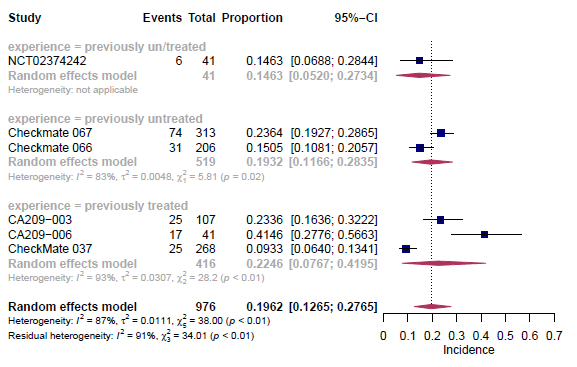 Study Events Total Proportion 95%−CI
experience = previously un/treated
NCT02374242 6 41 0.1463 [0.0688; 0.2844]
Random effects model 41 0.1463 [0.0520; 0.2734]
Heterogeneity: not applicable
experience = previously untreated
Checkmate 067 74 313 0.2364 [0.1927; 0.2865]
Checkmate 066 31 206 0.1505 [0.1081; 0.2057]
Random effects model 519 0.1932 [0.1166; 0.2835]
Heterogeneity: I² = 83%, τ² = 0.0048, χ²₁ = 5.81 (p = 0.02)
experience = previously treated
CA209−003 25 107 0.2336 [0.1636; 0.3222]
CA209−006 17 41 0.4146 [0.2776; 0.5663]
CheckMate 037 25 268 0.0933 [0.0640; 0.1341]
Random effects model 416 0.2246 [0.0767; 0.4195]
Heterogeneity: I² = 93%, τ² = 0.0307, χ²₂ = 28.2 (p < 0.01)
Random effects model 976 0.1962 [0.1265; 0.2765]
Heterogeneity: I² = 87%, τ² = 0.0111, χ²₅ = 38.00 (p < 0.01)
Residual heterogeneity: I² = 91%, χ²₃ = 34.01 (p < 0.01)
0 0.1 0.2 0.3 0.4 0.5 0.6 0.7
Incidence